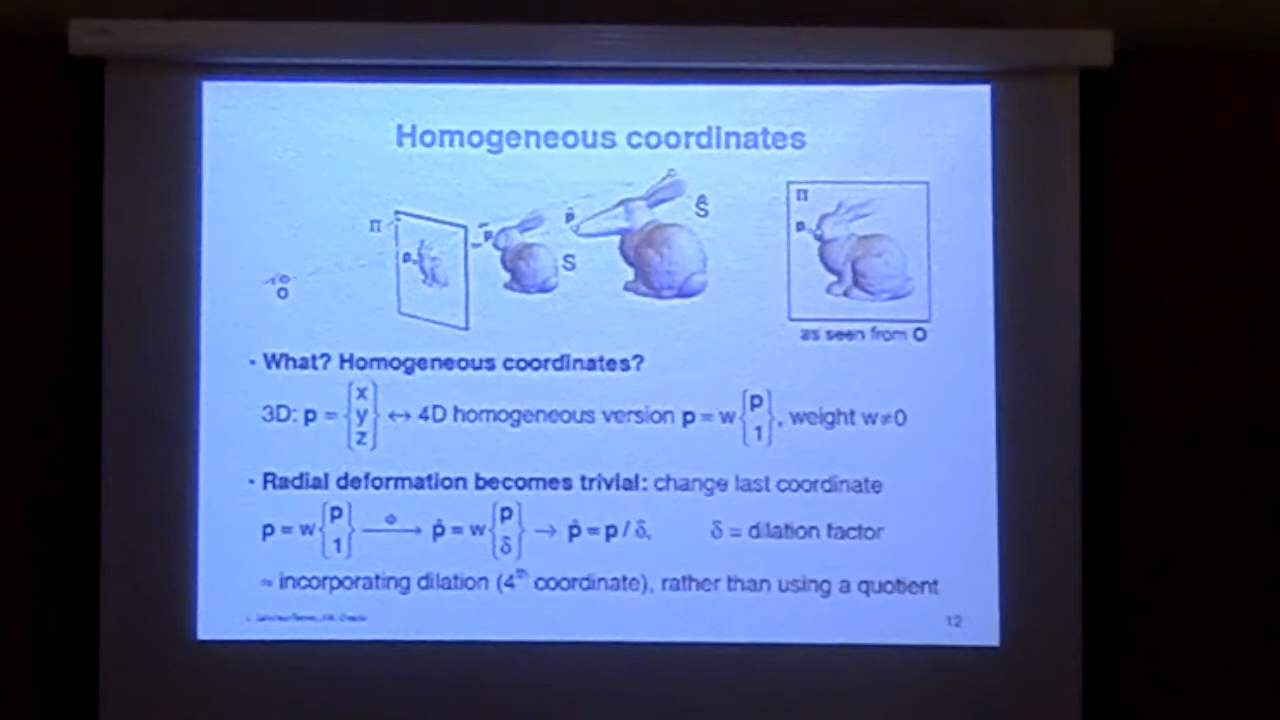 Homogeneous coordinates
Π
p
O
p
S
p̂
Ŝ
Π
p
as seen from O
· What? Homogeneous coordinates?
3D: p = {x y z} ↔ 4D homogeneous version p = w {p 1}, weight w≠0
· Radial deformation becomes trivial: change last coordinate
p = w {p 1} → p̂ = w {p δ} → p̂ = p / δ, δ = dilation factor
≈ incorporating dilation (4th coordinate), rather than using a quotient
12